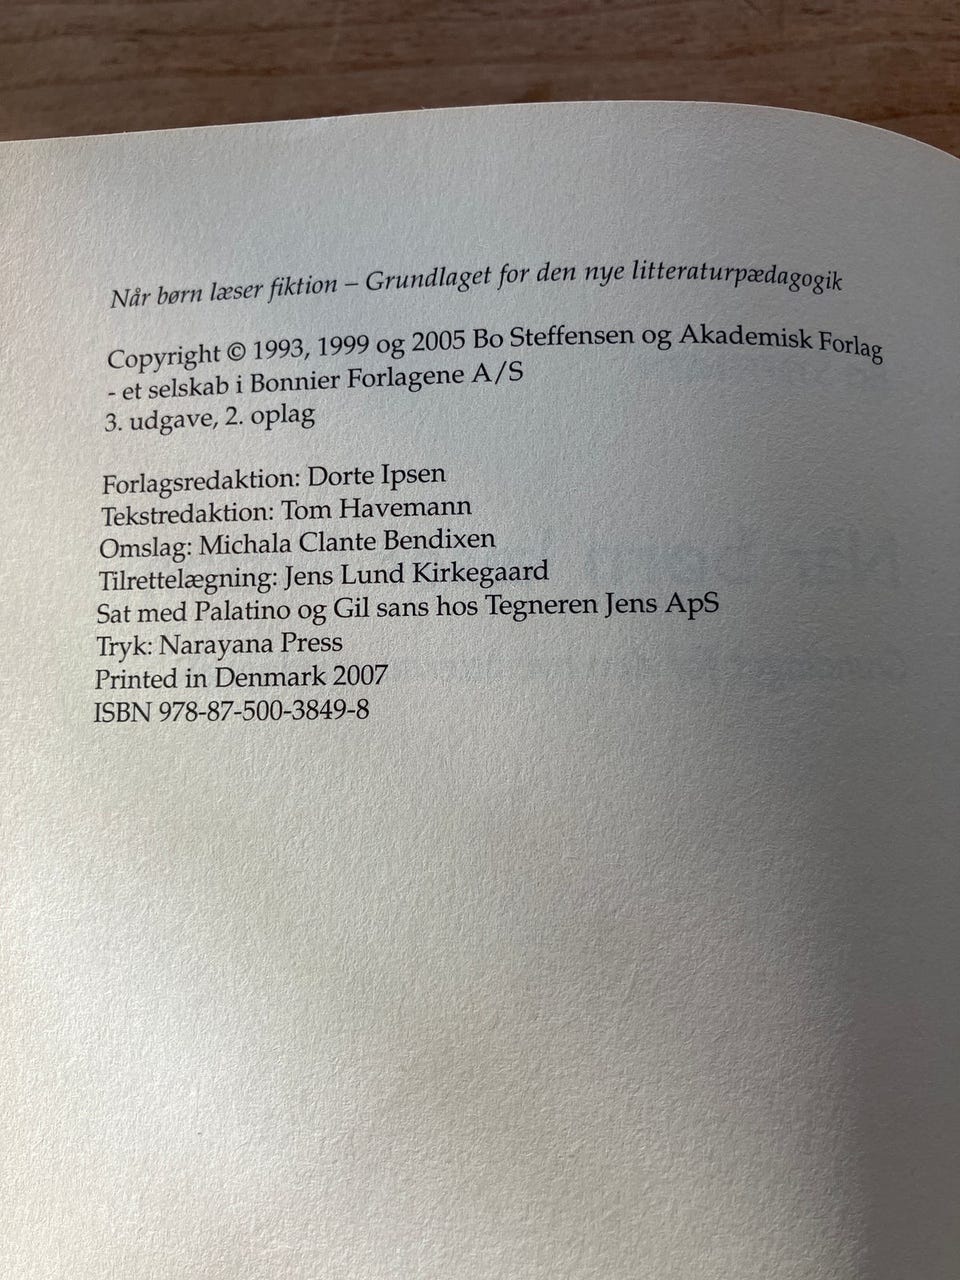 Når børn læser fiktion – Grundlaget for den nye litteraturpædagogik
Copyright © 1993, 1999 og 2005 Bo Steffensen og Akademisk Forlag
- et selskab i Bonnier Forlagene A/S
3. udgave, 2. oplag
Forlagsredaktion: Dorte Ipsen
Tekstredaktion: Tom Havemann
Omslag: Michala Clante Bendixen
Tilrettelægning: Jens Lund Kirkegaard
Sat med Palatino og Gil sans hos Tegneren Jens ApS
Tryk: Narayana Press
Printed in Denmark 2007
ISBN 978-87-500-3849-8